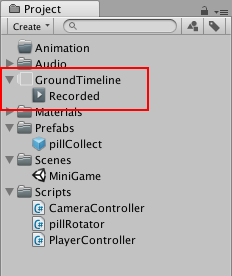 Project
Create
Animation
Audio
GroundTimeline
Recorded
Materials
Prefabs
pillCollect
Scenes
MiniGame
Scripts
CameraController
pillRotator
PlayerController